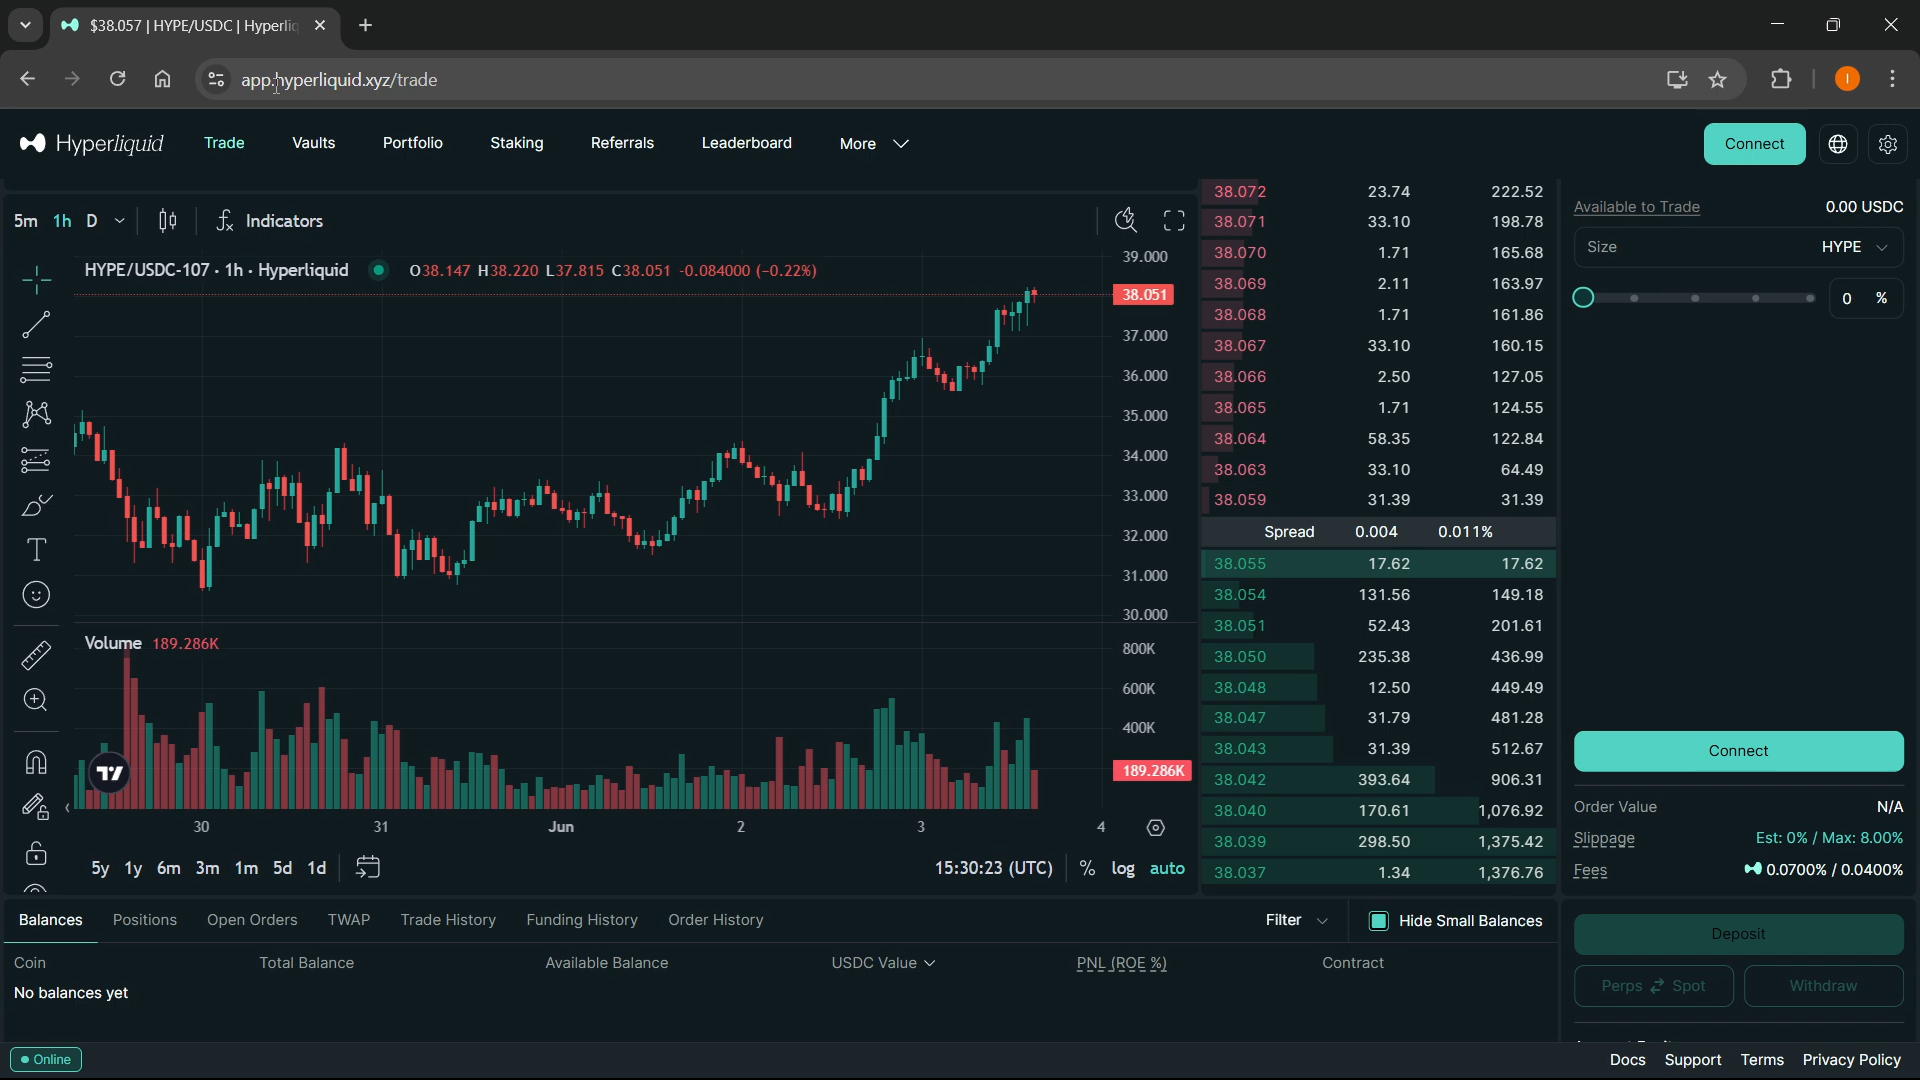 $38.057 | HYPE/USDC | Hyperliq
app.hyperliquid.xyz/trade
Hyperliquid Trade Vaults Portfolio Staking Referrals Leaderboard More Connect
5m 1h D Indicators
HYPE/USDC-107 · 1h · Hyperliquid O38.147 H38.220 L37.815 C38.051 -0.084000 (-0.22%)
39.000
38.051
37.000
36.000
35.000
34.000
33.000
32.000
31.000
30.000
Volume 189.286K
800K
600K
400K
189.286K
30 31 Jun 2 3 4
5y 1y 6m 3m 1m 5d 1d 15:30:23 (UTC) % log auto
38.072 23.74 222.52
38.071 33.10 198.78
38.070 1.71 165.68
38.069 2.11 163.97
38.068 1.71 161.86
38.067 33.10 160.15
38.066 2.50 127.05
38.065 1.71 124.55
38.064 58.35 122.84
38.063 33.10 64.49
38.059 31.39 31.39
Spread 0.004 0.011%
38.055 17.62 17.62
38.054 131.56 149.18
38.051 52.43 201.61
38.050 235.38 436.99
38.048 12.50 449.49
38.047 31.79 481.28
38.043 31.39 512.67
38.042 393.64 906.31
38.040 170.61 1,076.92
38.039 298.50 1,375.42
38.037 1.34 1,376.76
Available to Trade 0.00 USDC
Size HYPE
0 %
Connect
Order Value N/A
Slippage Est: 0% / Max: 8.00%
Fees 0.0700% / 0.0400%
Balances Positions Open Orders TWAP Trade History Funding History Order History Filter Hide Small Balances
Coin Total Balance Available Balance USDC Value PNL (ROE %) Contract
No balances yet
Deposit
Perps Spot Withdraw
Online Docs Support Terms Privacy Policy